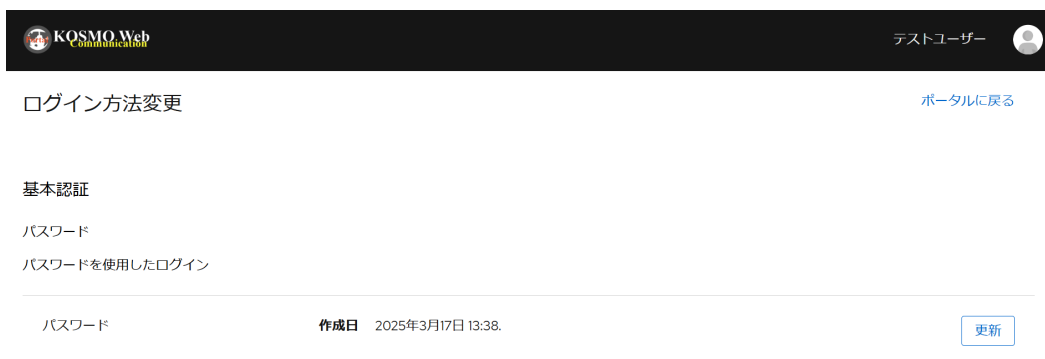 KOSMO Web
Communication
テストユーザー
ログイン方法変更
ポータルに戻る
基本認証
パスワード
パスワードを使用したログイン
パスワード 作成日 2025年3月17日 13:38. 更新